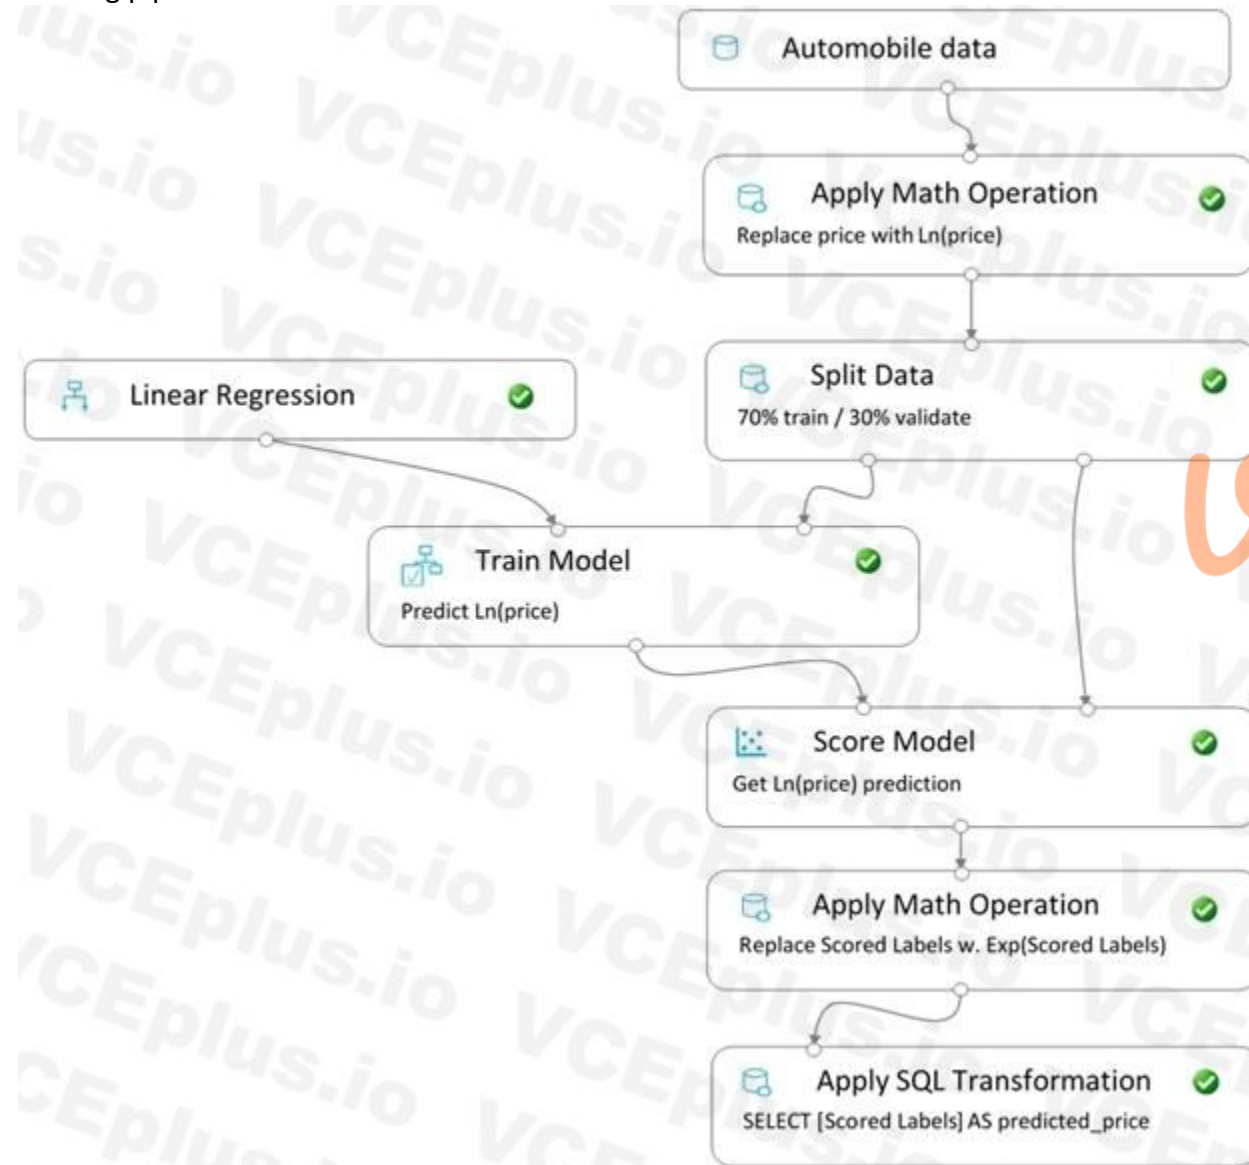 Automobile data
Apply Math Operation
Replace price with Ln(price)
Linear Regression
Split Data
70% train / 30% validate
Train Model
Predict Ln(price)
Score Model
Get Ln(price) prediction
Apply Math Operation
Replace Scored Labels w. Exp(Scored Labels)
Apply SQL Transformation
SELECT [Scored Labels] AS predicted_price
VCEplus.io